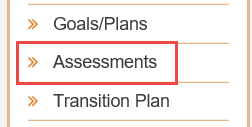 » Goals/Plans
» Assessments
» Transition Plan